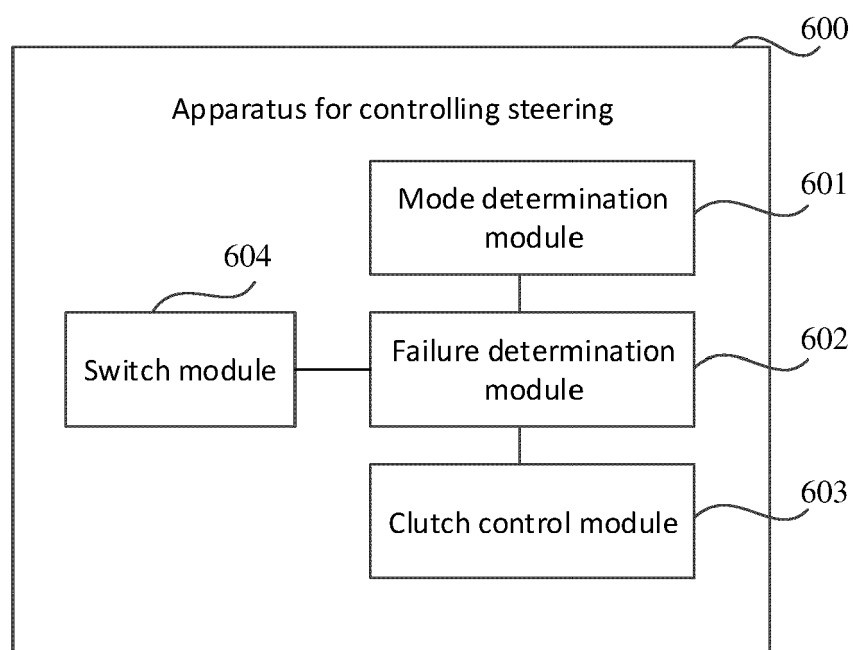 600
Apparatus for controlling steering
601
Mode determination
module
604
602
Switch module
Failure determination
module
603
Clutch control module